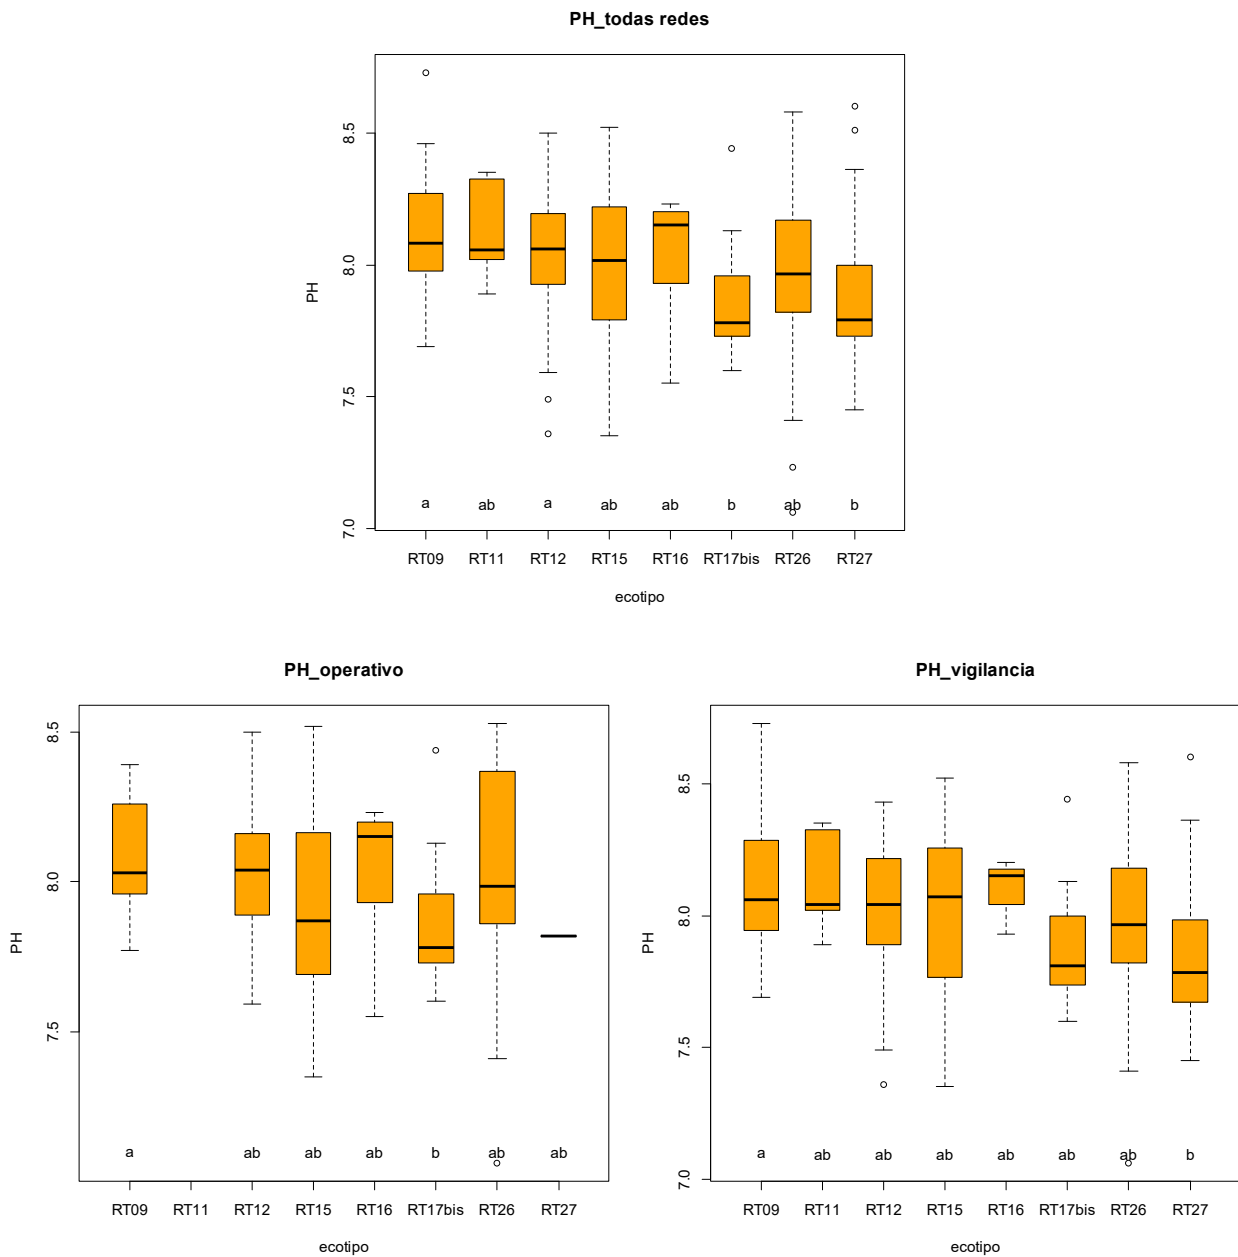 PH_todas redes
8.5
8.0
7.5
7.0
PH
a ab a ab ab b ab b
RT09 RT11 RT12 RT15 RT16 RT17bis RT26 RT27
ecotipo
PH_operativo
8.5
8.0
7.5
PH
a ab ab ab b ab ab
RT09 RT11 RT12 RT15 RT16 RT17bis RT26 RT27
ecotipo
PH_vigilancia
8.5
8.0
7.5
7.0
PH
a ab ab ab ab ab ab b
RT09 RT11 RT12 RT15 RT16 RT17bis RT26 RT27
ecotipo